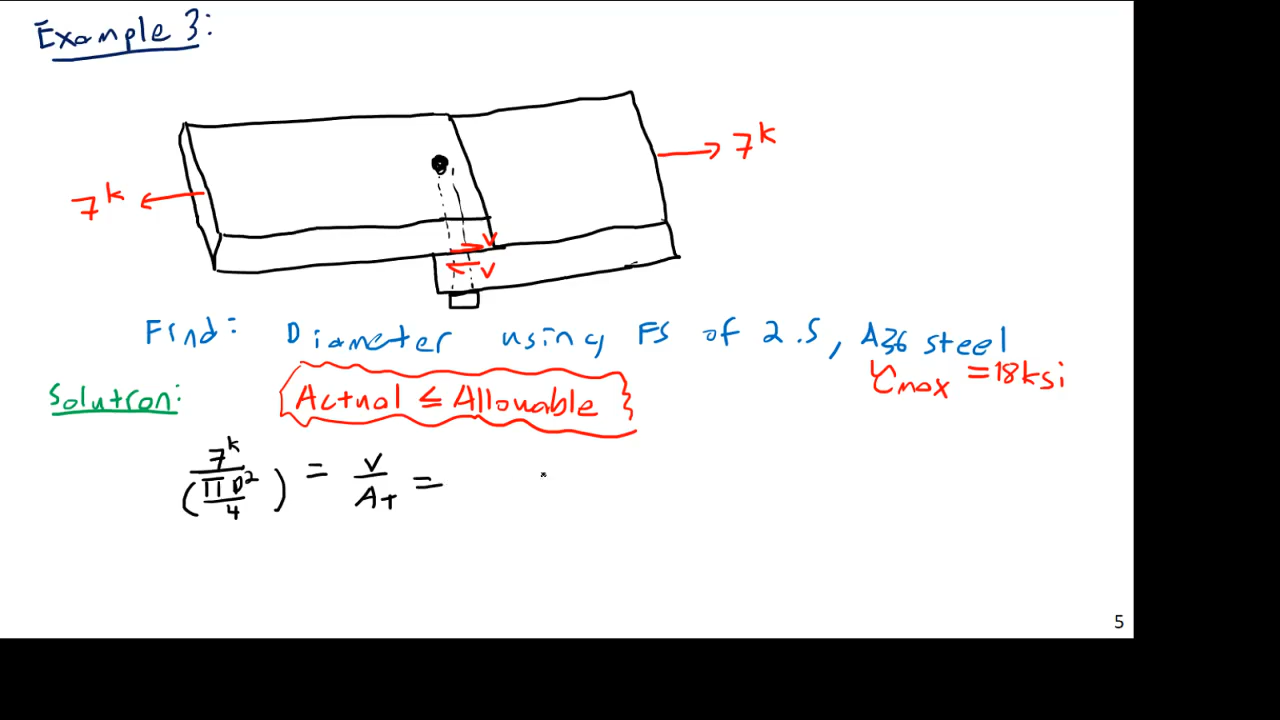 Example 3:
7k
7k
V
V
Find: Diameter using FS of 2.5, A36 steel
τmax = 18ksi
Solution:
Actual ≤ Allowable
7k/(πD²/4) = V/AT =
5